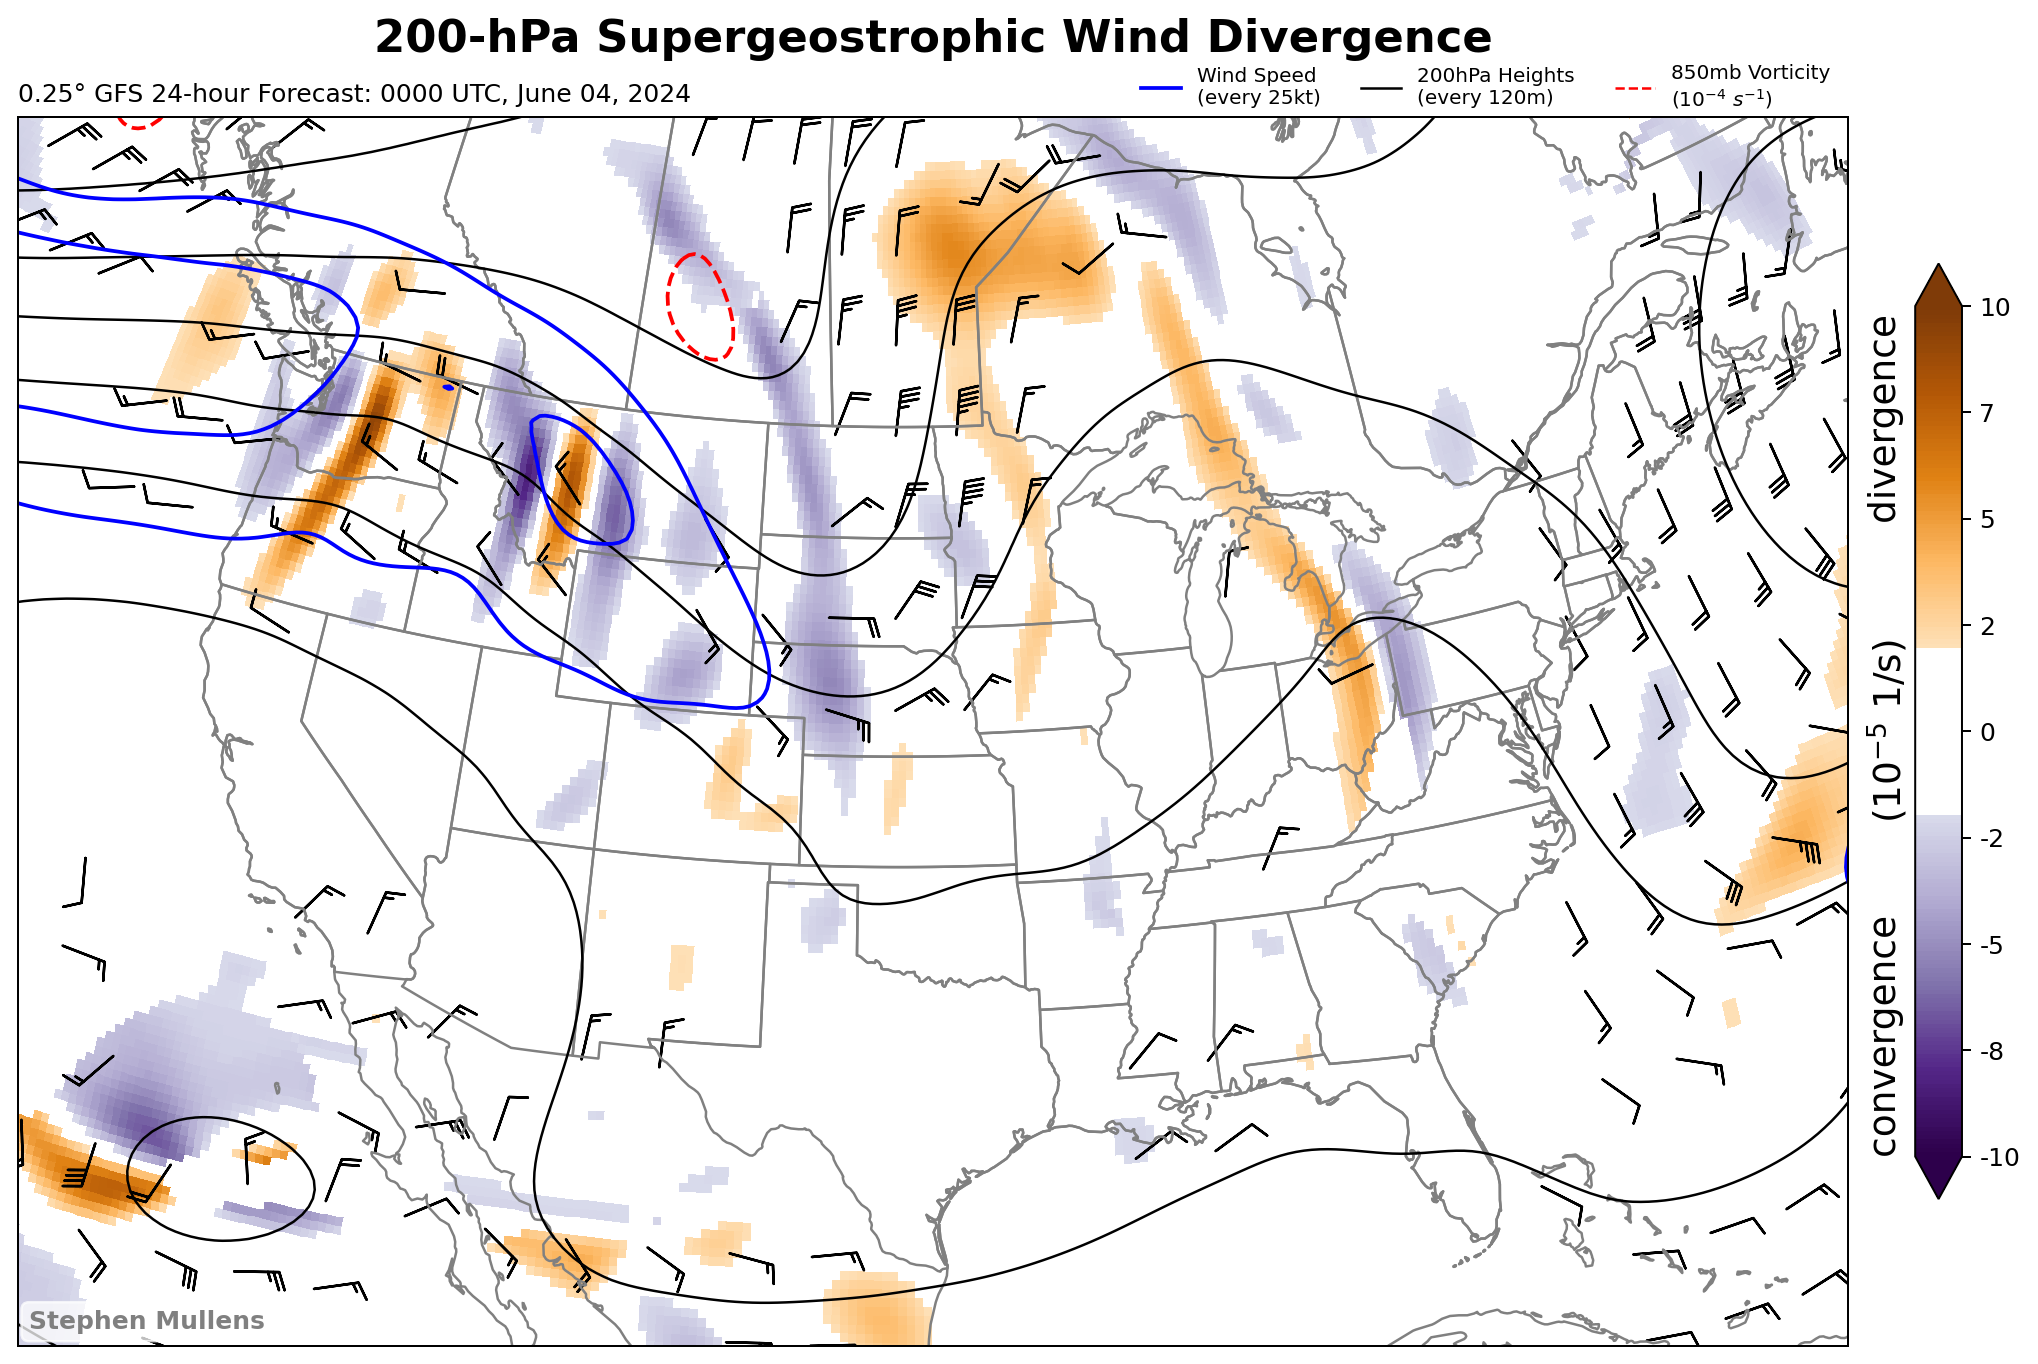 200-hPa Supergeostrophic Wind Divergence
0.25° GFS 24-hour Forecast: 0000 UTC, June 04, 2024
Wind Speed
(every 25kt)
200hPa Heights
(every 120m)
850mb Vorticity
(10⁻⁴ s⁻¹)
10
7
5
2
0
-2
-5
-8
-10
convergence (10⁻⁵ 1/s) divergence
Stephen Mullens